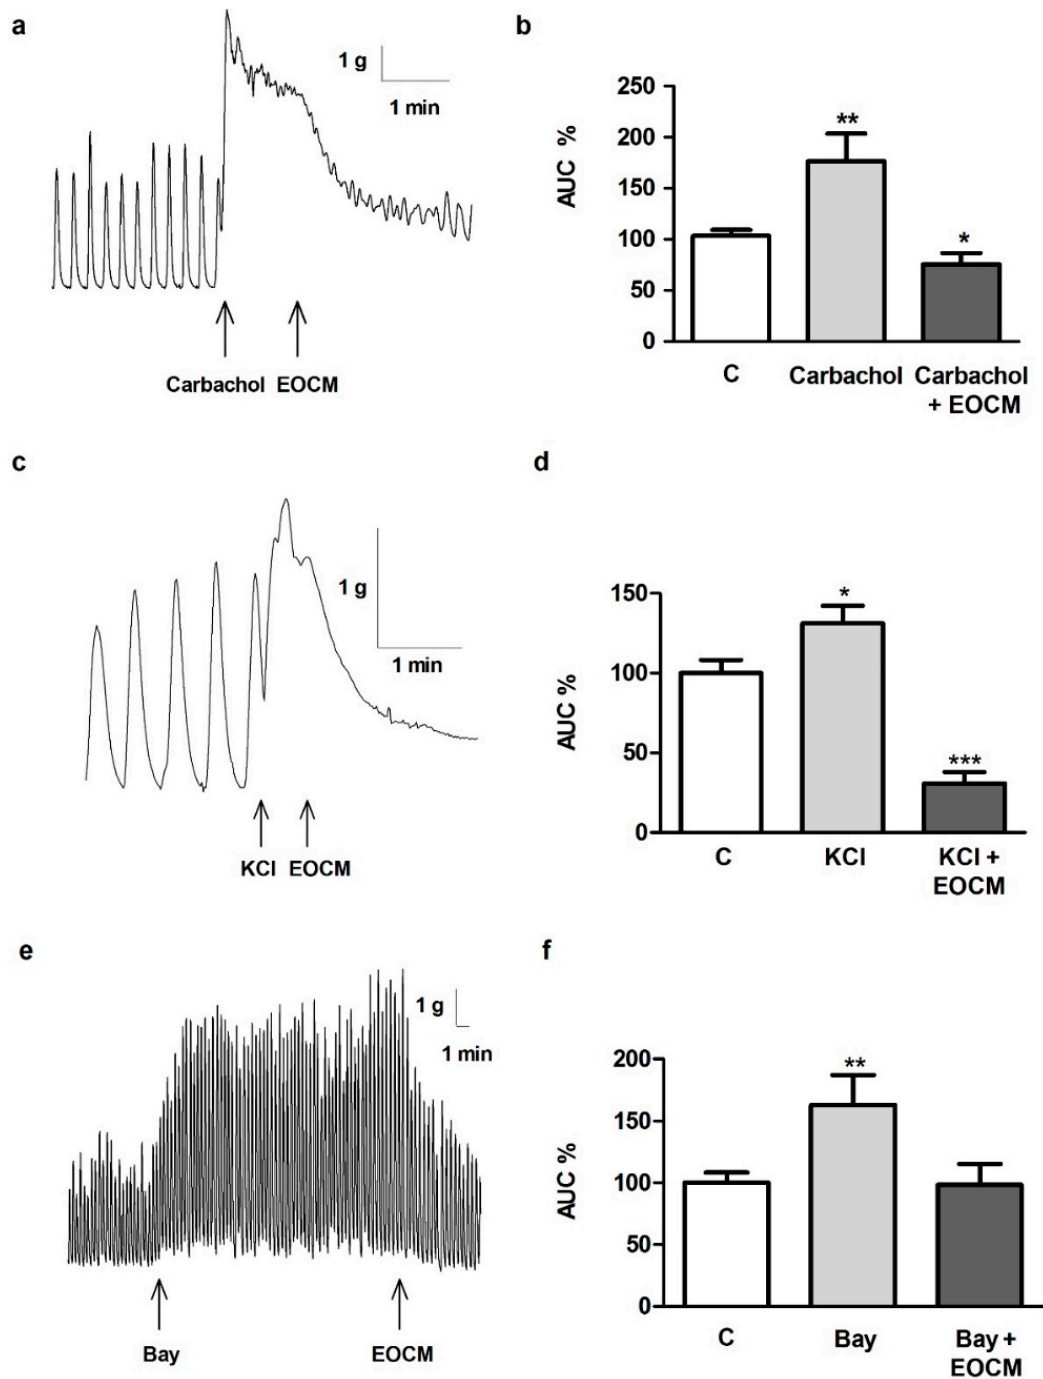 a
1 g
1 min
Carbachol EOCM
b
AUC %
250
200
150
100
50
0
**
*
C
Carbachol
Carbachol
+ EOCM
c
1 g
1 min
KCl EOCM
d
AUC %
150
100
50
0
*
***
C
KCl
KCl +
EOCM
e
1 g
1 min
Bay
EOCM
f
AUC %
200
150
100
50
0
**
C
Bay
Bay +
EOCM